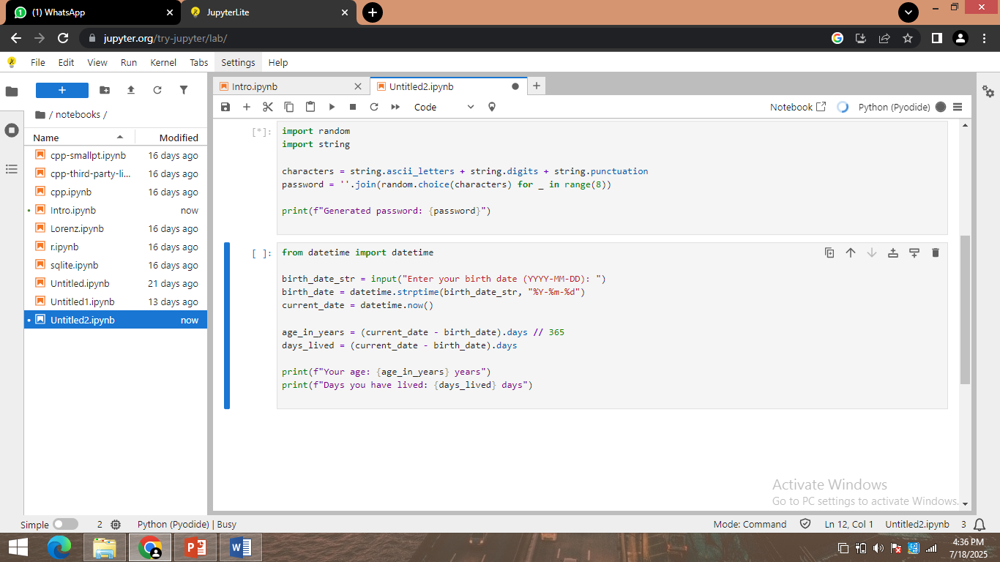 (1) WhatsApp
JupyterLite
jupyter.org/try-jupyter/lab/
File Edit View Run Kernel Tabs Settings Help
/ notebooks /
Name Modified
cpp-smallpt.ipynb 16 days ago
cpp-third-party-li... 16 days ago
cpp.ipynb 16 days ago
Intro.ipynb now
Lorenz.ipynb 16 days ago
r.ipynb 16 days ago
sqlite.ipynb 16 days ago
Untitled.ipynb 21 days ago
Untitled1.ipynb 13 days ago
Untitled2.ipynb now
Intro.ipynb
Untitled2.ipynb
Code
Notebook
Python (Pyodide)
[*]:
import random
import string
characters = string.ascii_letters + string.digits + string.punctuation
password = ''.join(random.choice(characters) for _ in range(8))
print(f"Generated password: {password}")
[ ]:
from datetime import datetime
birth_date_str = input("Enter your birth date (YYYY-MM-DD): ")
birth_date = datetime.strptime(birth_date_str, "%Y-%m-%d")
current_date = datetime.now()
age_in_years = (current_date - birth_date).days // 365
days_lived = (current_date - birth_date).days
print(f"Your age: {age_in_years} years")
print(f"Days you have lived: {days_lived} days")
Activate Windows
Go to PC settings to activate Windows.
Simple 2 Python (Pyodide) | Busy
Mode: Command Ln 12, Col 1 Untitled2.ipynb 3
4:36 PM
7/18/2025